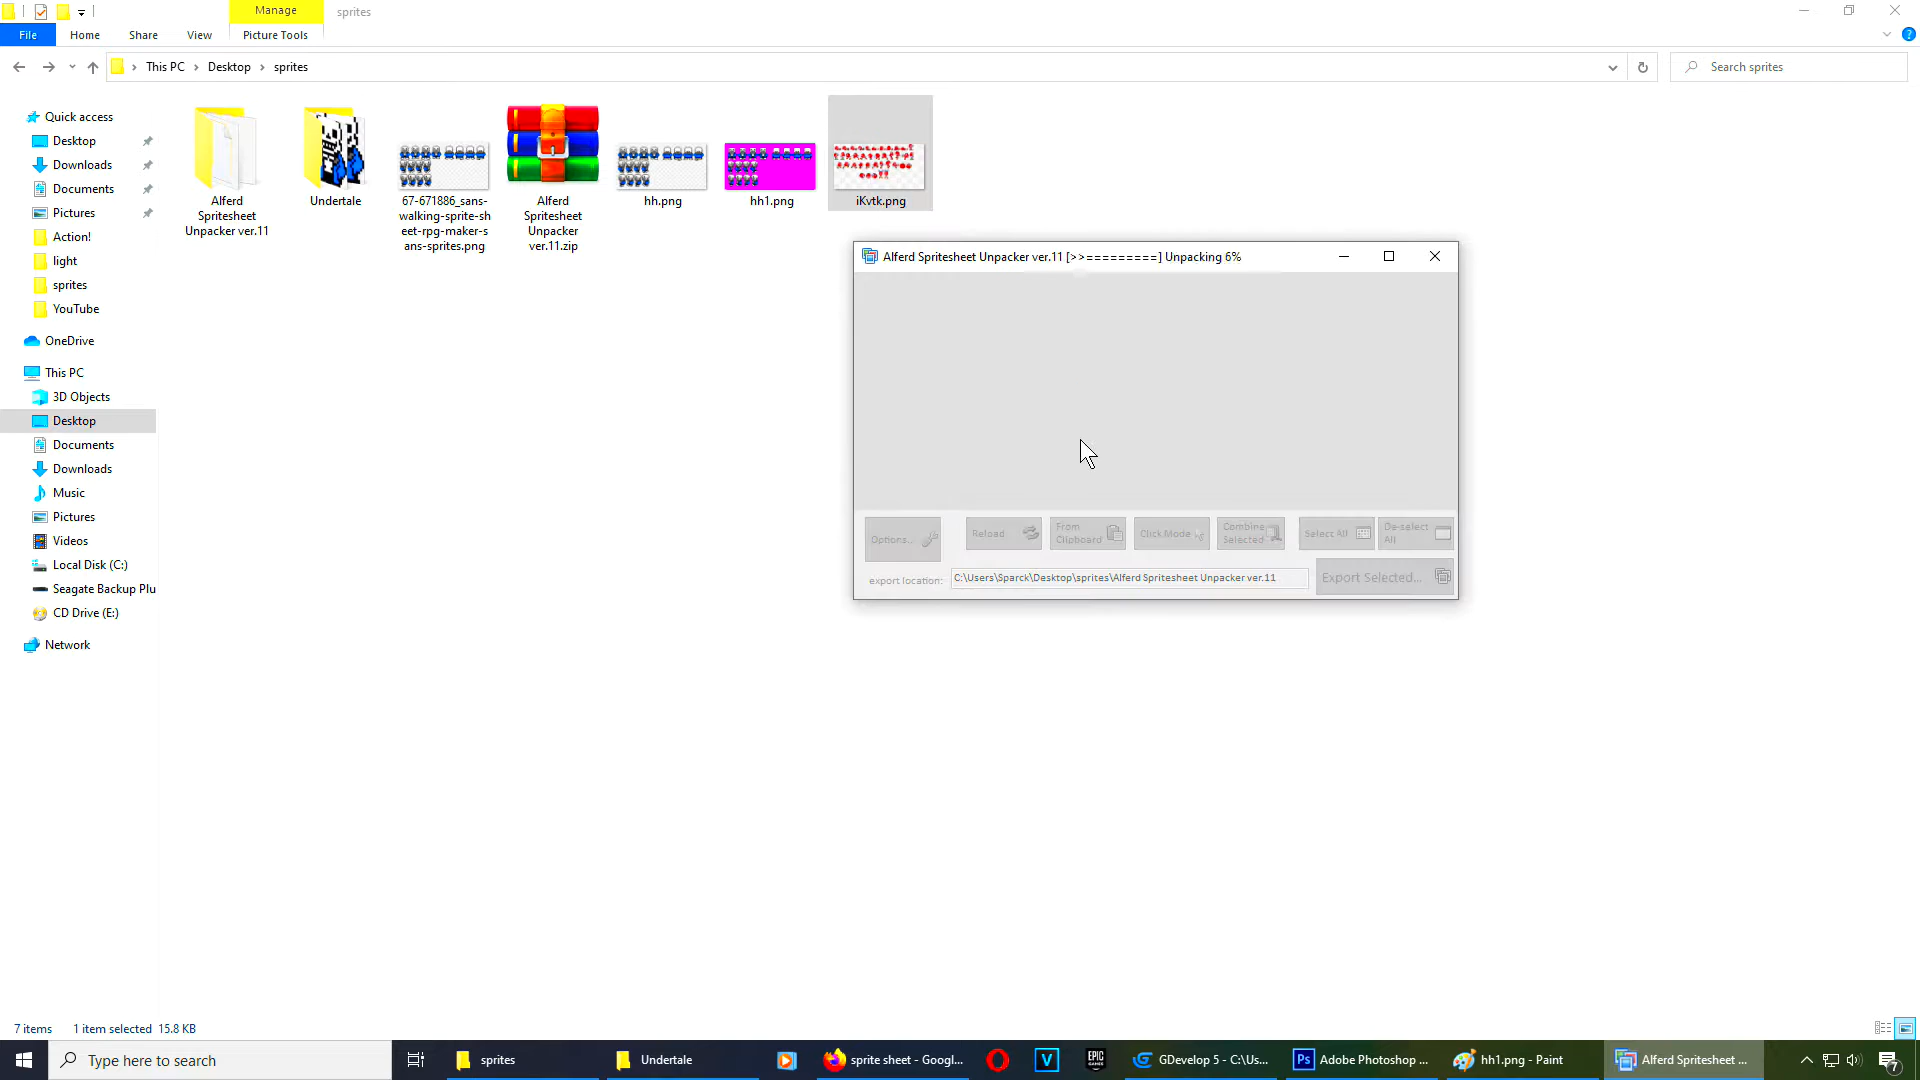 Manage
sprites
File
Home
Share
View
Picture Tools
This PC
Desktop
sprites
Search sprites
Quick access
Desktop
Downloads
Documents
Pictures
Action!
light
sprites
YouTube
OneDrive
This PC
3D Objects
Desktop
Documents
Downloads
Music
Pictures
Videos
Local Disk (C:)
Seagate Backup Plu
CD Drive (E:)
Network
Alferd
Spritesheet
Unpacker ver.11
Undertale
67-671886_sans-
walking-sprite-sh
eet-rpg-maker-s
ans-sprites.png
Alferd
Spritesheet
Unpacker
ver.11.zip
hh.png
hh1.png
iKvtk.png
Alferd Spritesheet Unpacker ver.11 [>>=========] Unpacking 6%
Options...
Reload
From
Clipboard
Click Mode
Combine
Selected
Select All
De-select
All
export location:
C:\Users\Sparck\Desktop\sprites\Alferd Spritesheet Unpacker ver.11
Export Selected...
7 items
1 item selected 15.8 KB
Type here to search
sprites
Undertale
sprite sheet - Googl...
V
EPIC
GAMES
GDevelop 5 - C:\Us...
Ps
Adobe Photoshop ...
hh1.png - Paint
Alferd Spritesheet ...
7